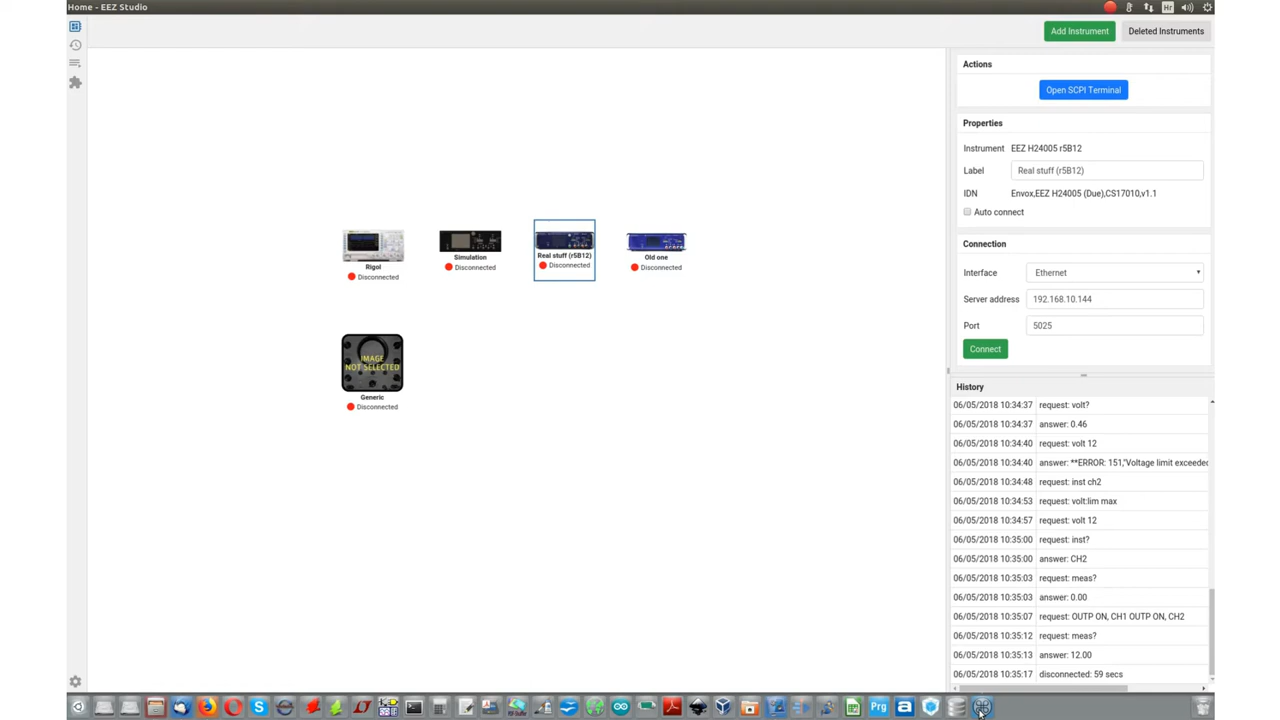 Home - EEZ Studio
Hr
Add Instrument
Deleted Instruments
Actions
Open SCPI Terminal
Properties
Instrument EEZ H24005 r5B12
Label Real stuff (r5B12)
IDN Envox,EEZ H24005 (Due),CS17010,v1.1
Auto connect
Connection
Interface Ethernet
Server address 192.168.10.144
Port 5025
Connect
Rigol
Disconnected
Simulation
Disconnected
Real stuff (r5B12)
Disconnected
Old one
Disconnected
IMAGE
NOT SELECTED
Generic
Disconnected
History
06/05/2018 10:34:37 request: volt?
06/05/2018 10:34:37 answer: 0.46
06/05/2018 10:34:40 request: volt 12
06/05/2018 10:34:40 answer: **ERROR: 151,"Voltage limit exceeded
06/05/2018 10:34:48 request: inst ch2
06/05/2018 10:34:53 request: volt:lim max
06/05/2018 10:34:57 request: volt 12
06/05/2018 10:35:00 request: inst?
06/05/2018 10:35:00 answer: CH2
06/05/2018 10:35:03 request: meas?
06/05/2018 10:35:03 answer: 0.00
06/05/2018 10:35:07 request: OUTP ON, CH1 OUTP ON, CH2
06/05/2018 10:35:12 request: meas?
06/05/2018 10:35:13 answer: 12.00
06/05/2018 10:35:17 disconnected: 59 secs
Prg